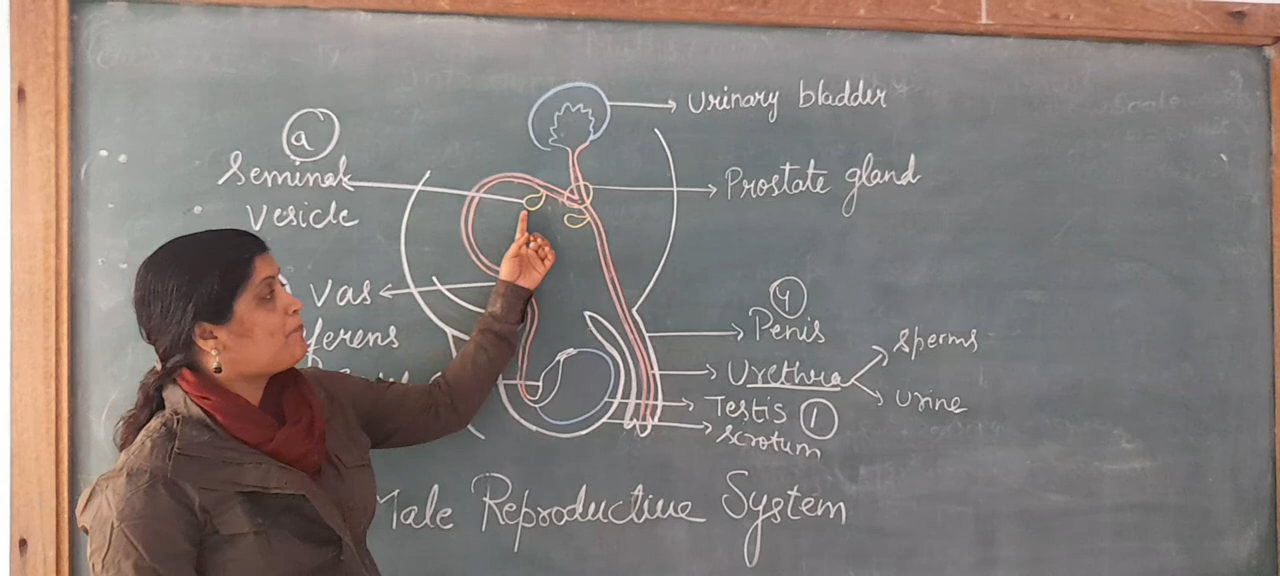 urinary bladder
a
Seminal
vesicle
Prostate gland
Vas
ferens
4
Penis
Urethra
sperms
urine
Testis 1
scrotum
Male Reproductive System